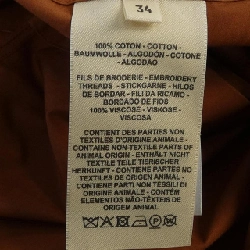 34
100% COTON - COTTON
BAUMWOLLE - ALGODÓN - COTONE
- ALGODAO
FILS DE BRODERIE - EMBROIDERY
THREADS - STICKGARNE - HILOS
DE BORDAR - FILI DA RICAMO -
BORDADO DE FIOS
100% VISCOSE - VISKOSE -
VISCOSA
CONTIENT DES PARTIES NON
TEXTILES D'ORIGINE ANIMALE -
CONTAINS NON-TEXTILE PARTS OF
ANIMAL ORIGIN - ENTHÄLT NICHT
TEXTILE TEILE TIERISCHER
HERKUNFT - CONTIENE PARTES NO
TEXTILES DE ORIGEN ANIMAL -
CONTIENE PARTI NON TESSILI DI
ORIGINE ANIMALE - CONTÉM
ELEMENTOS NÃO-TÊXTEIS DE
ORIGEM ANIMAL